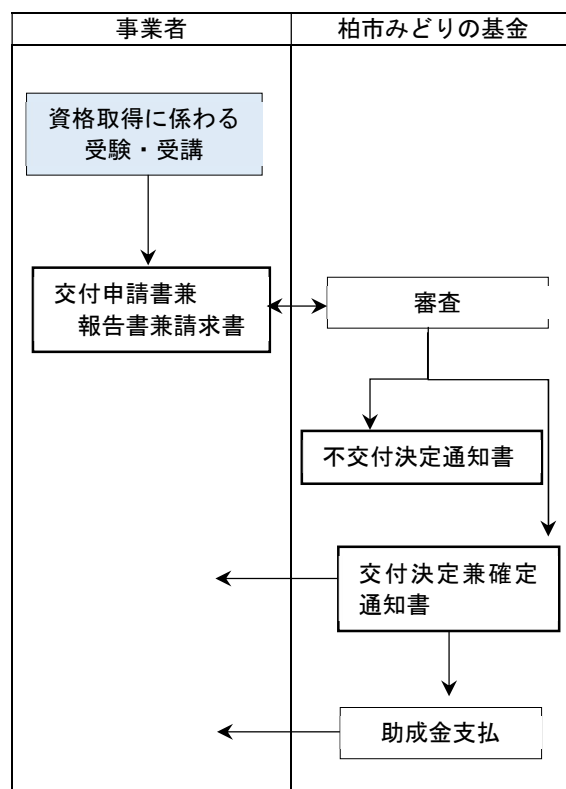 事業者
柏市みどりの基金
資格取得に係わる
受験・受講
交付申請書兼
報告書兼請求書
審査
不交付決定通知書
交付決定兼確定
通知書
助成金支払